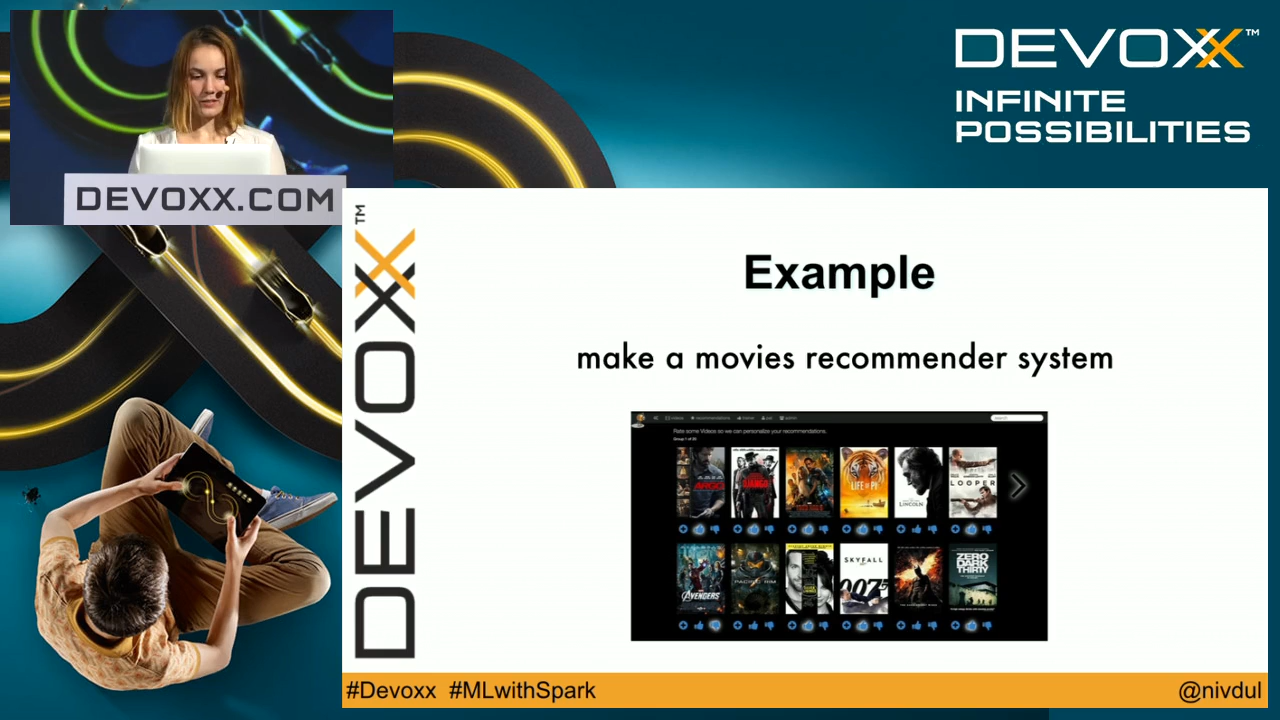 DEVOXX™
INFINITE
POSSIBILITIES
DEVOXX.COM
DEVOXX™
Example
make a movies recommender system
Rate some Videos so we can personalize your recommendations.
ARGO
DJANGO
LIFE OF PI
LINCOLN
LOOPER
AVENGERS
PACIFIC RIM
SKYFALL
007
ZERO
DARK
THIRTY
#Devoxx #MLwithSpark
@nivdul